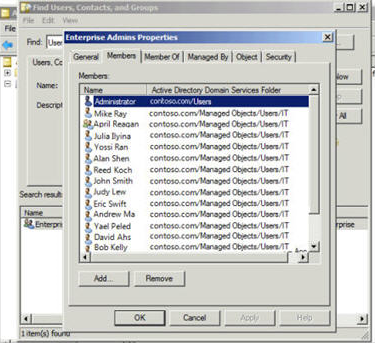 Find Users, Contacts, and Groups
File Edit View
File
Find: User
Enterprise Admins Properties
General Members Member Of Managed By Object Security
Users, Co
Name:
Descript
Now
All
Members:
Name Active Directory Domain Services Folder
Administrator contoso.com/Users
Mike Ray contoso.com/Managed Objects/Users/IT
April Reagan contoso.com/Managed Objects/Users/IT
Julia Ilyina contoso.com/Managed Objects/Users/IT
Yossi Ran contoso.com/Managed Objects/Users/IT
Alan Shen contoso.com/Managed Objects/Users/IT
Reed Koch contoso.com/Managed Objects/Users/IT
John Smith contoso.com/Managed Objects/Users/IT
Judy Lew contoso.com/Managed Objects/Users/IT
Eric Swift contoso.com/Managed Objects/Users/IT
Andrew Ma contoso.com/Managed Objects/Users/IT
Yael Peled contoso.com/Managed Objects/Users/IT
David Ahs contoso.com/Managed Objects/Users/IT
Bob Kelly contoso.com/Managed Objects/Users/IT
Search results
Name
Enterpris
erprise
Add... Remove
OK Cancel Apply Help
1 item(s) found